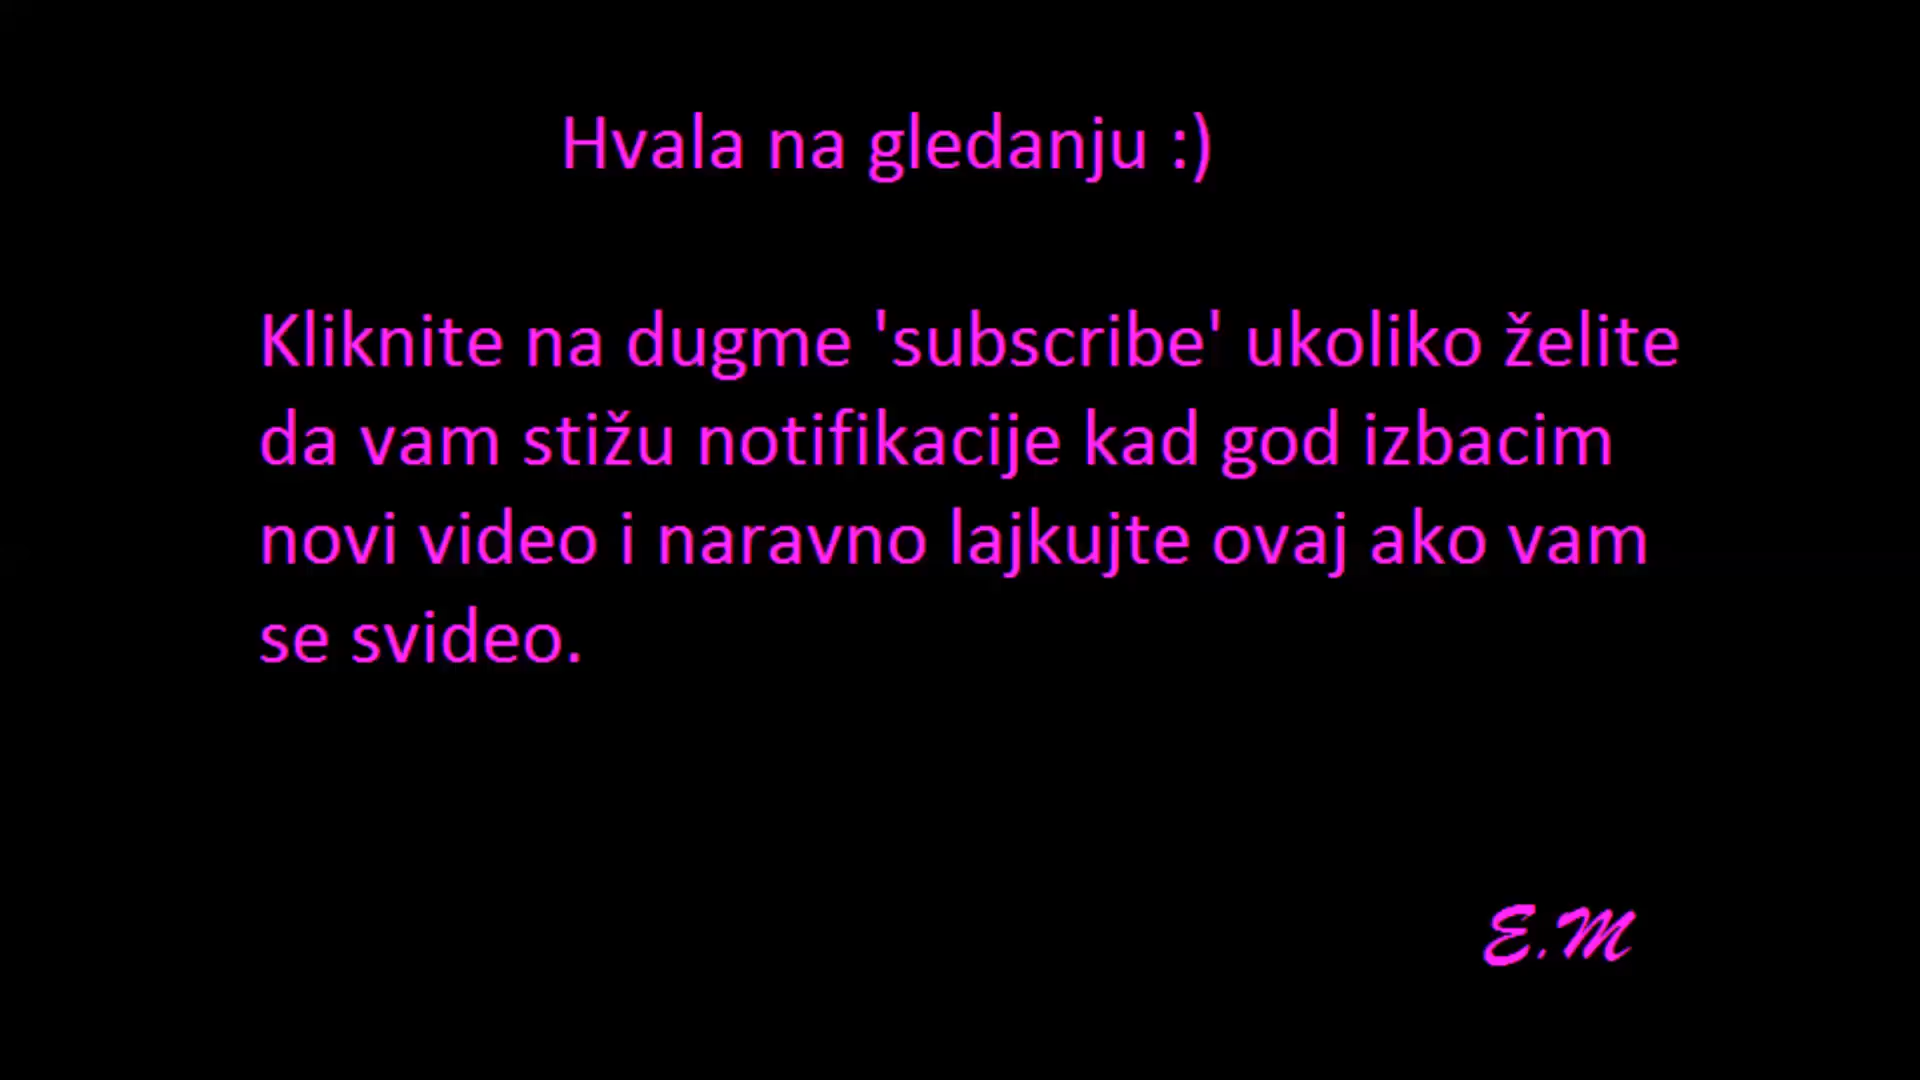 Hvala na gledanju :)
Kliknite na dugme 'subscribe' ukoliko želite
da vam stižu notifikacije kad god izbacim
novi video i naravno lajkujte ovaj ako vam
se svideo.
E.M